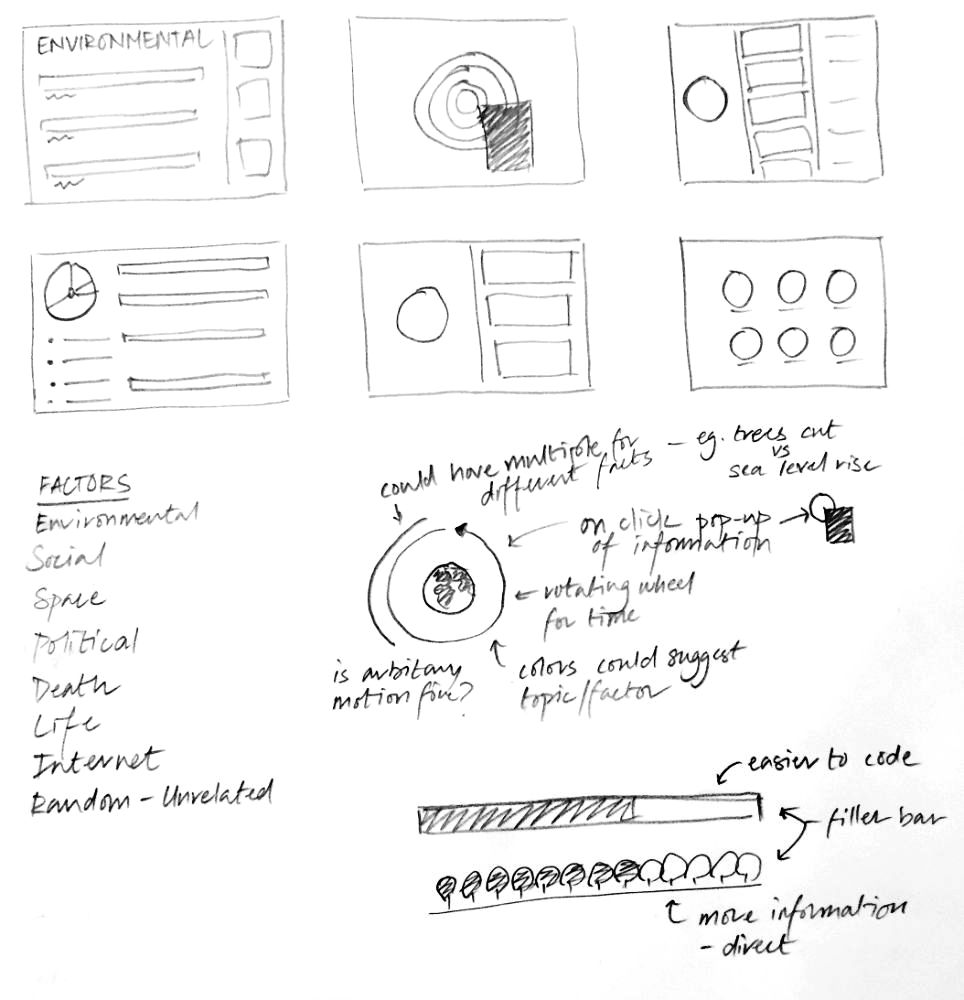 ENVIRONMENTAL
could have multiple for
different facts
– eg. trees cut
vs
sea level rise
FACTORS
Environmental
Social
Space
Political
Death
Life
Internet
Random – Unrelated
on click pop-up
of information
rotating wheel
for time
is arbitary
motion fine?
colors could suggest
topic/factor
easier to code
filler bar
more information
- direct